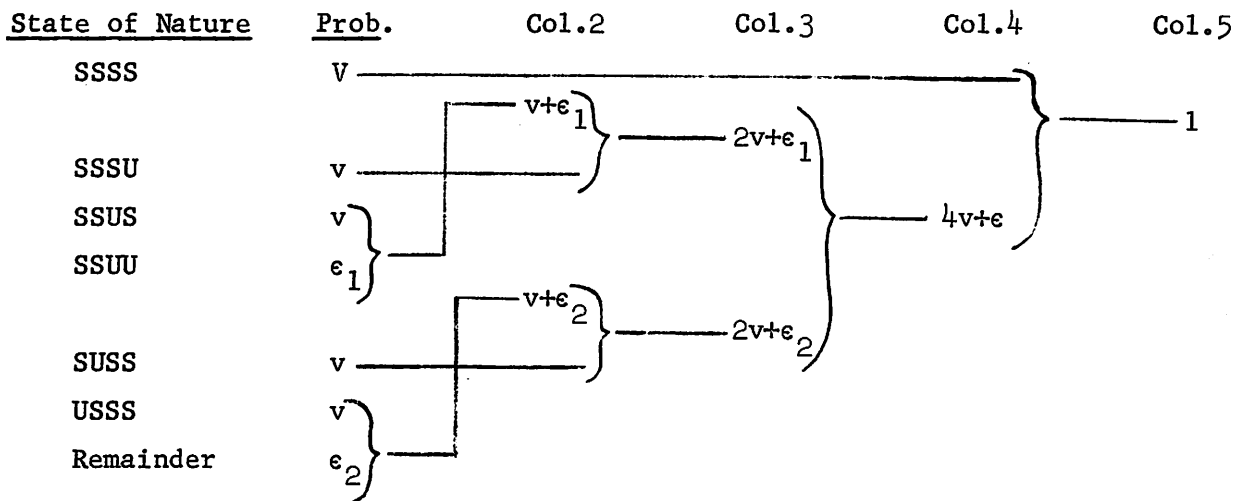 State of Nature Prob. Col.2 Col.3 Col.4 Col.5
SSSS V
v+ϵ1
2v+ϵ1 1
SSSU v
SSUS v 4v+ϵ
SSUU ϵ1
v+ϵ2
2v+ϵ2
SUSS v
USSS v
Remainder ϵ2